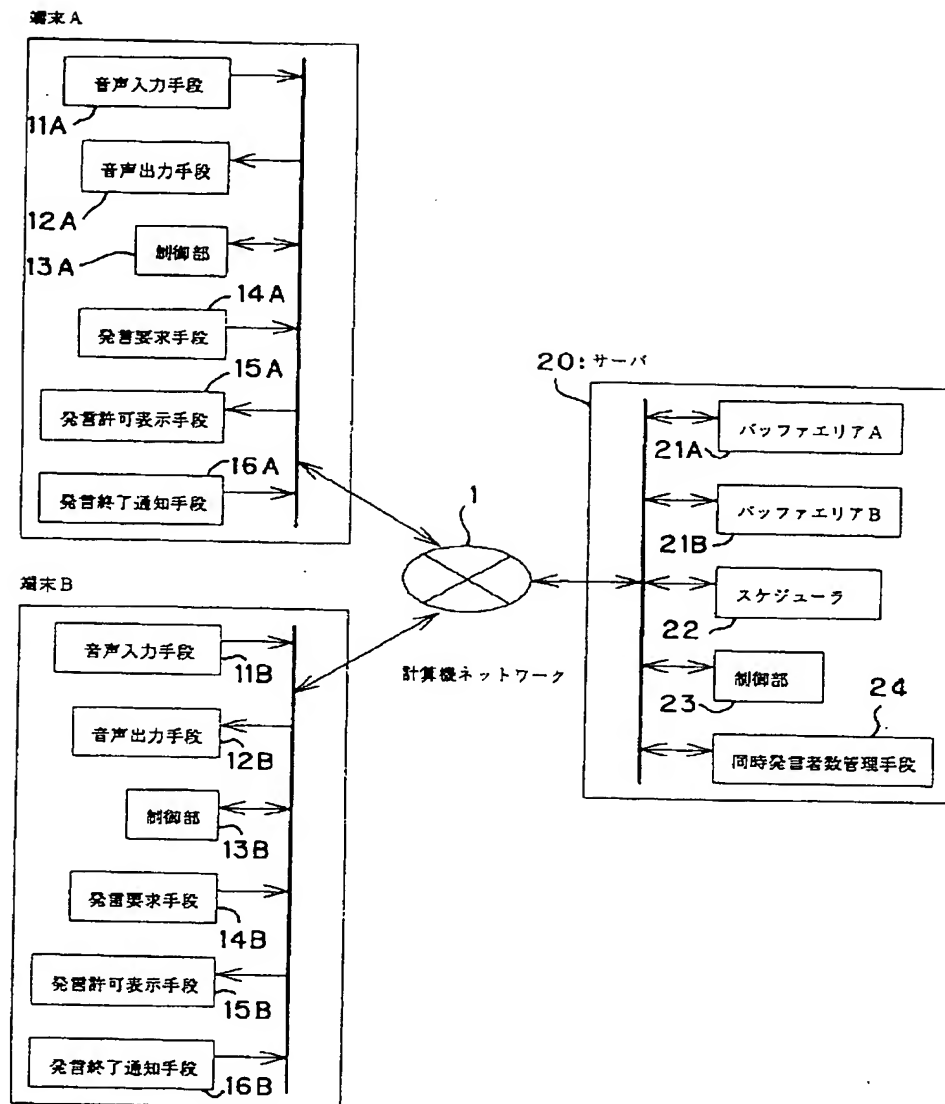 端末A
音声入力手段
11A
音声出力手段
12A
制御部
13A
14A
発言要求手段
15A
発言許可表示手段
16A
発言終了通知手段
端末B
音声入力手段
11B
音声出力手段
12B
制御部
13B
発言要求手段
14B
発言許可表示手段
15B
発言終了通知手段
16B
1
計算機ネットワーク
20:サーバ
バッファエリアA
21A
バッファエリアB
21B
スケジューラ
22
制御部
23
24
同時発言者数管理手段